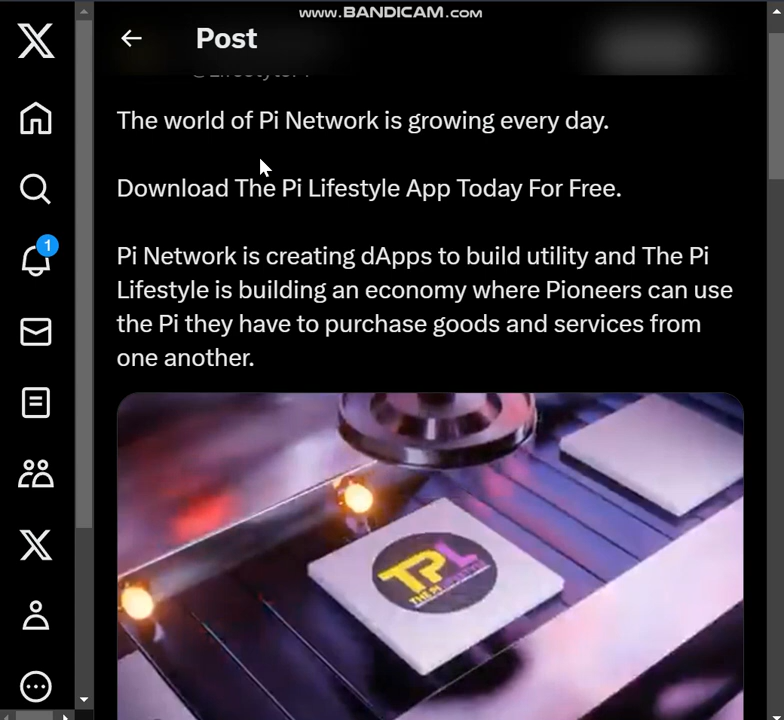 www.BANDICAM.com
Post
The world of Pi Network is growing every day.
Download The Pi Lifestyle App Today For Free.
1
Pi Network is creating dApps to build utility and The Pi
Lifestyle is building an economy where Pioneers can use
the Pi they have to purchase goods and services from
one another.
TPL
THE PI LIFESTYLE